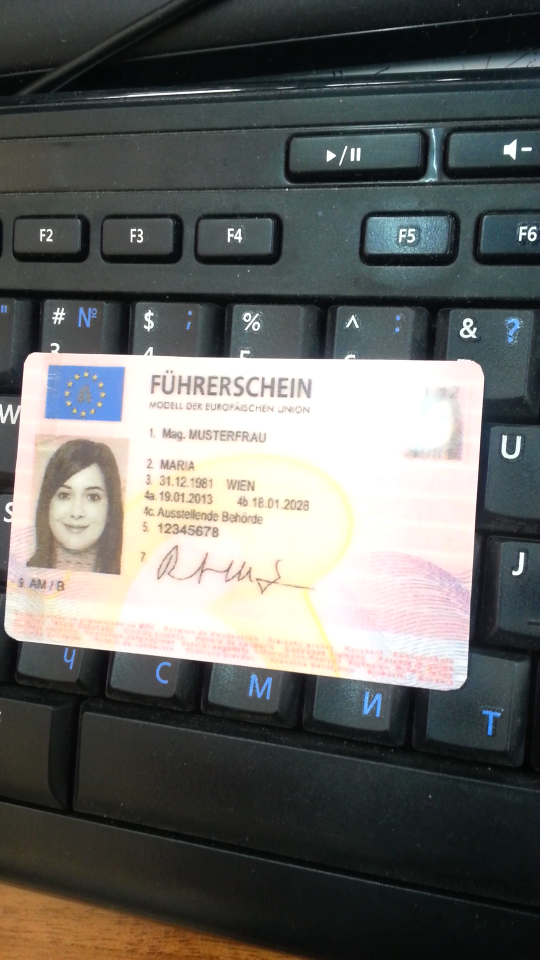 ▶/II
F2 F3 F4 F5 F6
" # № $ ; % ^ : & ?
W
U
S
J
FÜHRERSCHEIN
MODELL DER EUROPÄISCHEN UNION
1. Mag. MUSTERFRAU
2. MARIA
3. 31.12.1981 WIEN
4a. 19.01.2013 4b 18.01.2028
4c. Ausstellende Behörde
5. 12345678
7
9. AM / B
Ч С М И Т